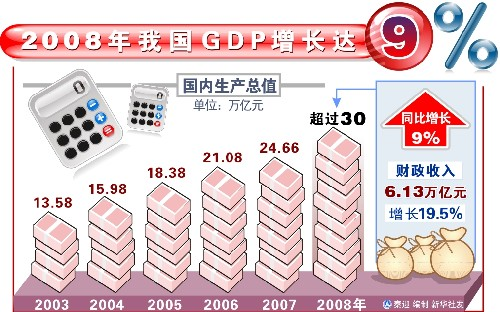 2008年我国GDP增长达9%
国内生产总值
单位：万亿元
13.58
15.98
18.38
21.08
24.66
超过30
同比增长
9%
财政收入
6.13万亿元
增长19.5%
2003
2004
2005
2006
2007
2008年
秦迎 编制 新华社发